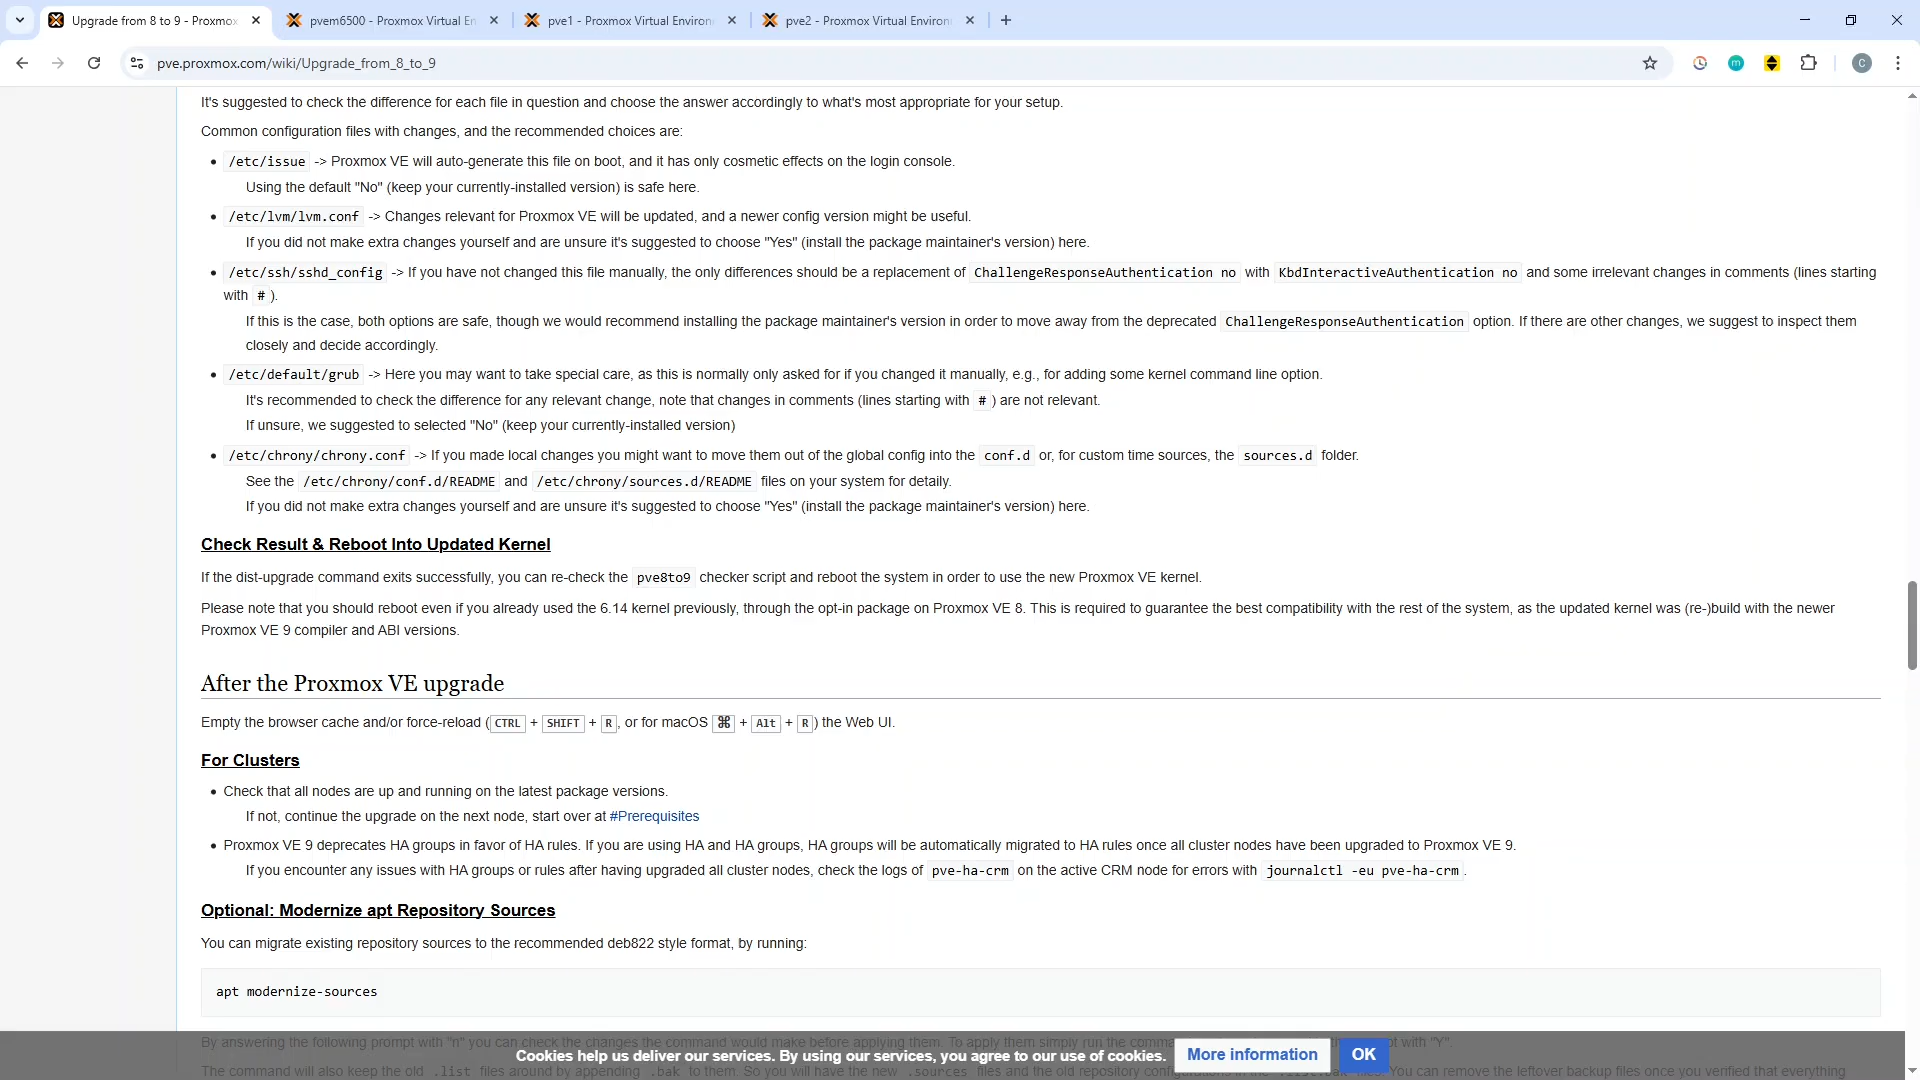 Upgrade from 8 to 9 - Proxmox
pvem6500 - Proxmox Virtual En
pve1 - Proxmox Virtual Environ
pve2 - Proxmox Virtual Environ
pve.proxmox.com/wiki/Upgrade_from_8_to_9
m
C
It's suggested to check the difference for each file in question and choose the answer accordingly to what's most appropriate for your setup.
Common configuration files with changes, and the recommended choices are:
• /etc/issue -> Proxmox VE will auto-generate this file on boot, and it has only cosmetic effects on the login console.
Using the default "No" (keep your currently-installed version) is safe here.
• /etc/lvm/lvm.conf -> Changes relevant for Proxmox VE will be updated, and a newer config version might be useful.
If you did not make extra changes yourself and are unsure it's suggested to choose "Yes" (install the package maintainer's version) here.
• /etc/ssh/sshd_config -> If you have not changed this file manually, the only differences should be a replacement of ChallengeResponseAuthentication no with KbdInteractiveAuthentication no and some irrelevant changes in comments (lines starting
with # ).
If this is the case, both options are safe, though we would recommend installing the package maintainer's version in order to move away from the deprecated ChallengeResponseAuthentication option. If there are other changes, we suggest to inspect them
closely and decide accordingly.
• /etc/default/grub -> Here you may want to take special care, as this is normally only asked for if you changed it manually, e.g., for adding some kernel command line option.
It's recommended to check the difference for any relevant change, note that changes in comments (lines starting with # ) are not relevant.
If unsure, we suggested to selected "No" (keep your currently-installed version)
• /etc/chrony/chrony.conf -> If you made local changes you might want to move them out of the global config into the conf.d or, for custom time sources, the sources.d folder.
See the /etc/chrony/conf.d/README and /etc/chrony/sources.d/README files on your system for detaily.
If you did not make extra changes yourself and are unsure it's suggested to choose "Yes" (install the package maintainer's version) here.
Check Result & Reboot Into Updated Kernel
If the dist-upgrade command exits successfully, you can re-check the pve8to9 checker script and reboot the system in order to use the new Proxmox VE kernel.
Please note that you should reboot even if you already used the 6.14 kernel previously, through the opt-in package on Proxmox VE 8. This is required to guarantee the best compatibility with the rest of the system, as the updated kernel was (re-)build with the newer
Proxmox VE 9 compiler and ABI versions.
After the Proxmox VE upgrade
Empty the browser cache and/or force-reload (CTRL + SHIFT + R, or for macOS ⌘ + Alt + R) the Web UI.
For Clusters
• Check that all nodes are up and running on the latest package versions.
If not, continue the upgrade on the next node, start over at #Prerequisites
• Proxmox VE 9 deprecates HA groups in favor of HA rules. If you are using HA and HA groups, HA groups will be automatically migrated to HA rules once all cluster nodes have been upgraded to Proxmox VE 9.
If you encounter any issues with HA groups or rules after having upgraded all cluster nodes, check the logs of pve-ha-crm on the active CRM node for errors with journalctl -eu pve-ha-crm.
Optional: Modernize apt Repository Sources
You can migrate existing repository sources to the recommended deb822 style format, by running:
apt modernize-sources
By answering the following prompt with "n" you can check the changes the command would make before applying them. To apply them simply run the comma with "Y".
Cookies help us deliver our services. By using our services, you agree to our use of cookies. More information OK
The command will also keep the old .list files around by appending .bak to them. So you will have the new .sources files and the old repository You can remove the leftover backup files once you verified that everything